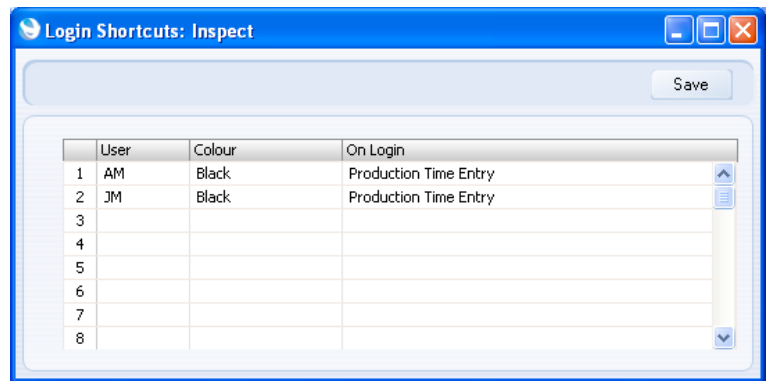 Login Shortcuts: Inspect
Save
User Colour On Login
1 AM Black Production Time Entry
2 JM Black Production Time Entry
3
4
5
6
7
8